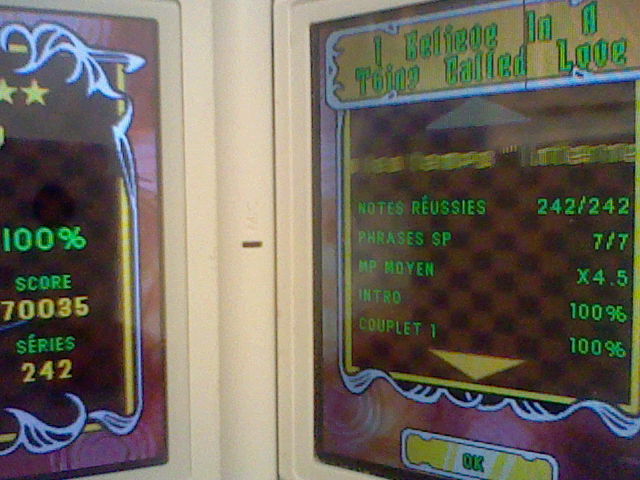 100%
SCORE
70035
SÉRIES
242
I Believe In A
Thing Called Love
NOTES RÉUSSIES 242/242
PHRASES SP 7/7
MP MOYEN X4.5
INTRO 100%
COUPLET 1 100%
OK